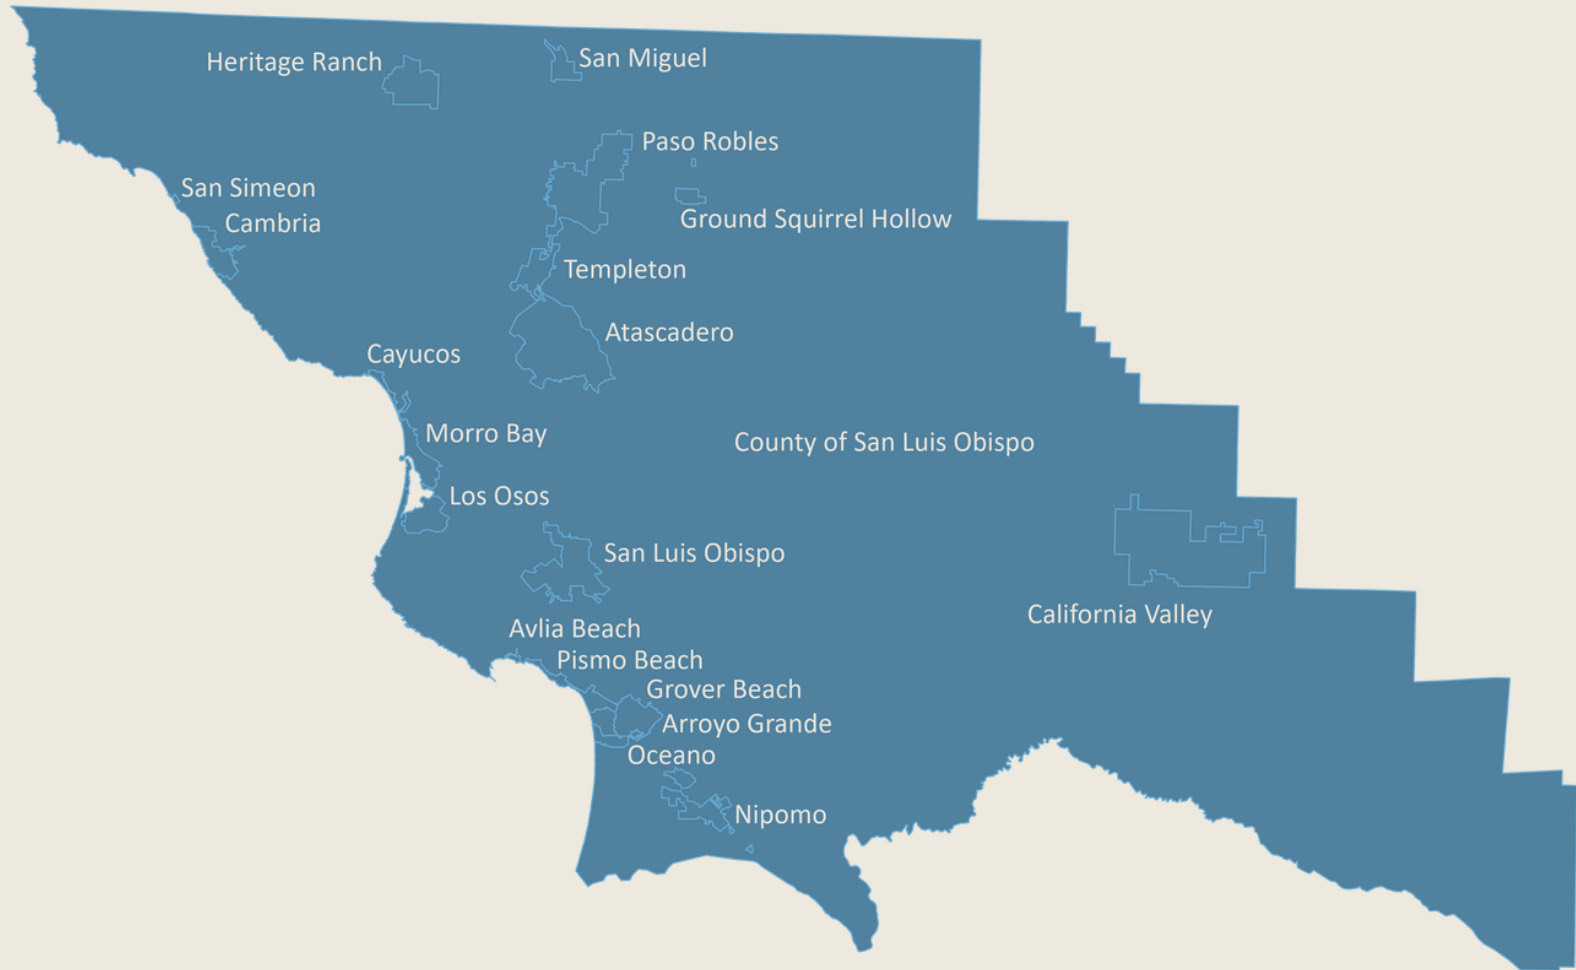 San Miguel
Heritage Ranch
Paso Robles
San Simeon
Ground Squirrel Hollow
Cambria
Templeton
Atascadero
Cayucos
Morro Bay
County of San Luis Obispo
Los Osos
San Luis Obispo
California Valley
Avlia Beach
Pismo Beach
Grover Beach
Arroyo Grande
Oceano
Nipomo